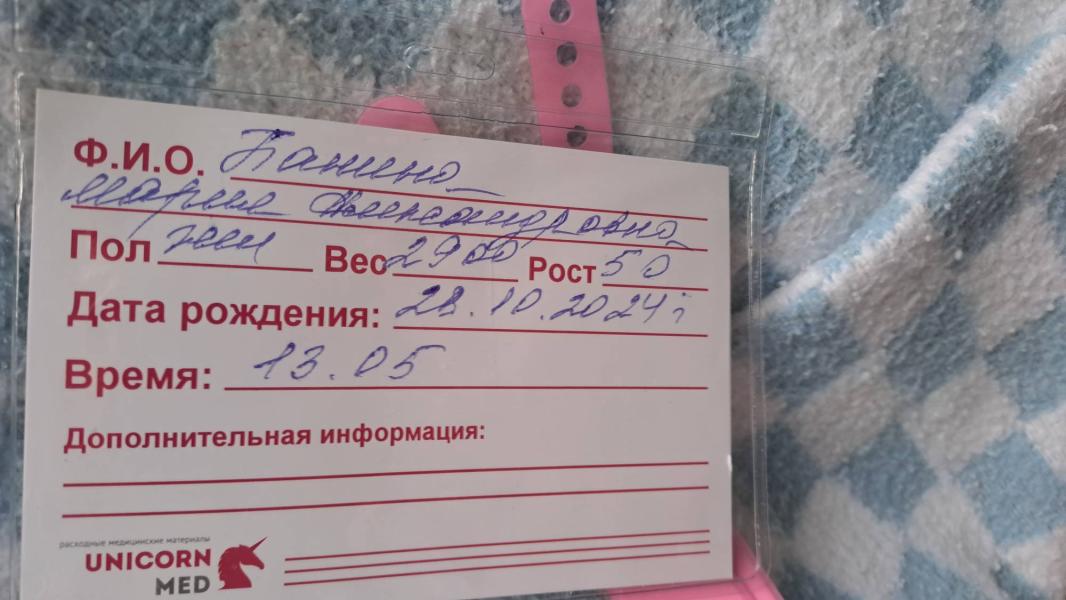 Ф.И.О. Панина
Мария Александровна
Пол жен Вес 2900 Рост 50
Дата рождения: 28.10.2024г
Время: 13.05
Дополнительная информация:
расходные медицинские материалы
UNICORN
MED